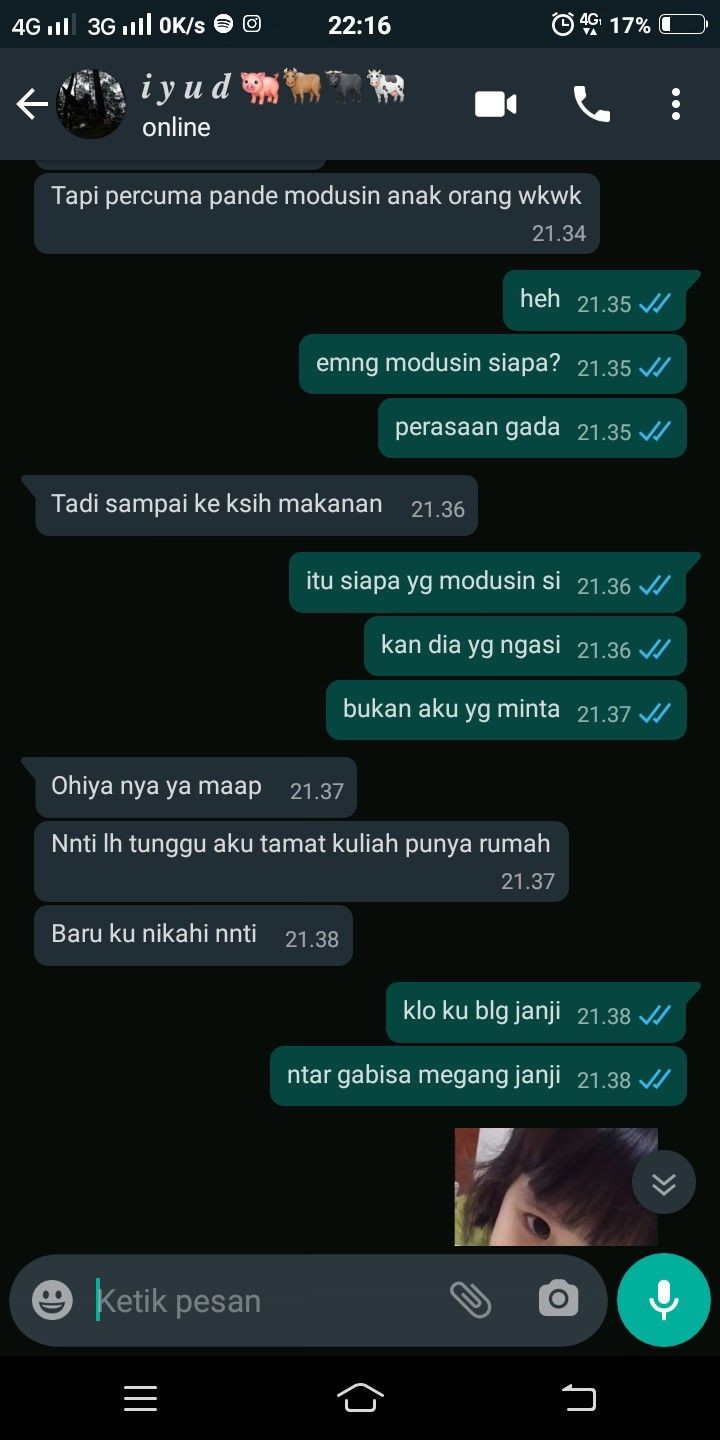 4G 3G 0K/s 22:16 4G 17%
i y u d 🐷🐂🐃🐄
online
Tapi percuma pande modusin anak orang wkwk
21.34
heh 21.35
emng modusin siapa? 21.35
perasaan gada 21.35
Tadi sampai ke ksih makanan 21.36
itu siapa yg modusin si 21.36
kan dia yg ngasi 21.36
bukan aku yg minta 21.37
Ohiya nya ya maap 21.37
Nnti lh tunggu aku tamat kuliah punya rumah
21.37
Baru ku nikahi nnti 21.38
klo ku blg janji 21.38
ntar gabisa megang janji 21.38
Ketik pesan